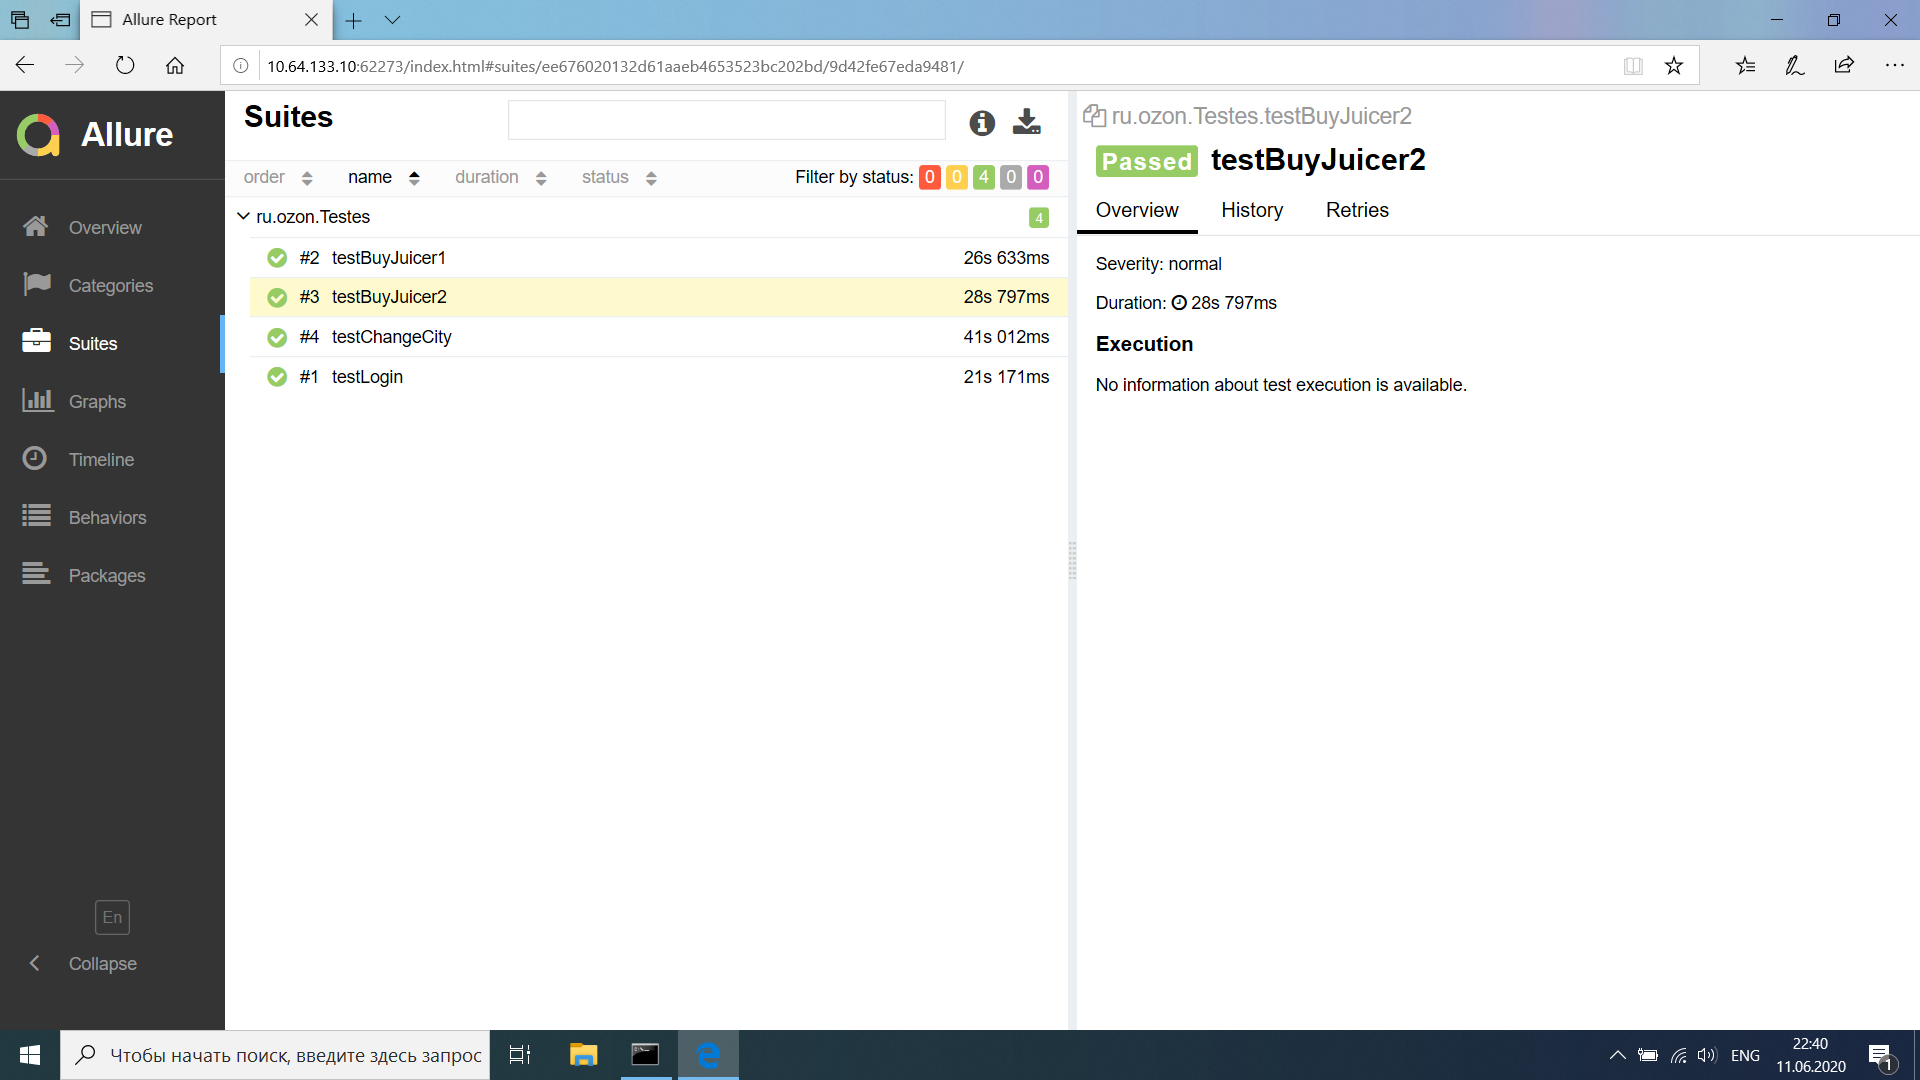 Allure Report
10.64.133.10:62273/index.html#suites/ee676020132d61aaeb4653523bc202bd/9d42fe67eda9481/
Allure
Overview
Categories
Suites
Graphs
Timeline
Behaviors
Packages
En
Collapse
Suites
order name duration status Filter by status: 0 0 4 0 0
ru.ozon.Testes 4
#2 testBuyJuicer1 26s 633ms
#3 testBuyJuicer2 28s 797ms
#4 testChangeCity 41s 012ms
#1 testLogin 21s 171ms
ru.ozon.Testes.testBuyJuicer2
Passed testBuyJuicer2
Overview History Retries
Severity: normal
Duration: 28s 797ms
Execution
No information about test execution is available.
Чтобы начать поиск, введите здесь запрос
ENG
22:40
11.06.2020
1